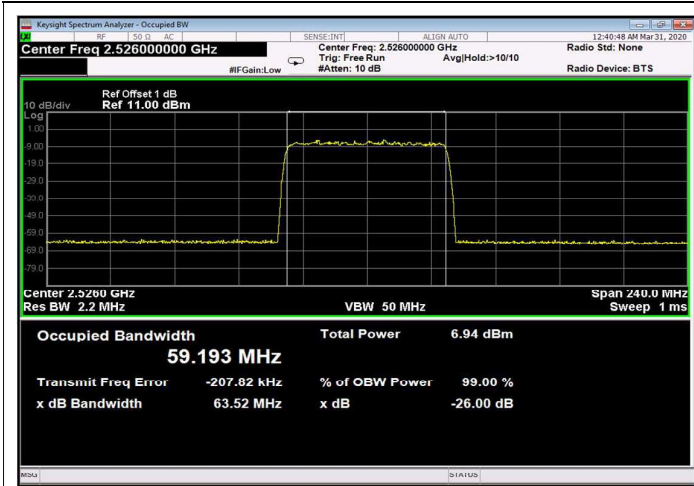 Keysight Spectrum Analyzer - Occupied BW
RF 50 Ω AC SENSE:INT ALIGN AUTO 12:40:48 AM Mar 31, 2020
Center Freq 2.526000000 GHz Center Freq: 2.526000000 GHz Radio Std: None
Trig: Free Run Avg|Hold:>10/10
#IFGain:Low #Atten: 10 dB Radio Device: BTS
Ref Offset 1 dB
10 dB/div Ref 11.00 dBm
Log
1.00
-9.00
-19.0
-29.0
-39.0
-49.0
-59.0
-69.0
-79.0
Center 2.5260 GHz Span 240.0 MHz
Res BW 2.2 MHz VBW 50 MHz Sweep 1 ms
Occupied Bandwidth Total Power 6.94 dBm
59.193 MHz
Transmit Freq Error -207.82 kHz % of OBW Power 99.00 %
x dB Bandwidth 63.52 MHz x dB -26.00 dB
MSG STATUS